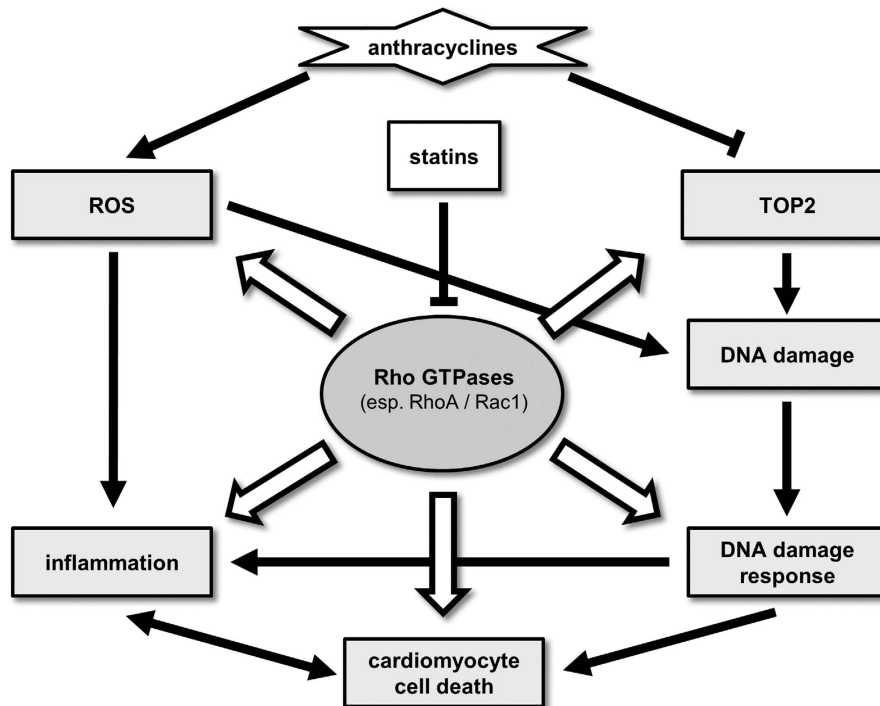 anthracyclines
statins
ROS
TOP2
DNA damage
Rho GTPases
(esp. RhoA / Rac1)
inflammation
DNA damage
response
cardiomyocyte
cell death